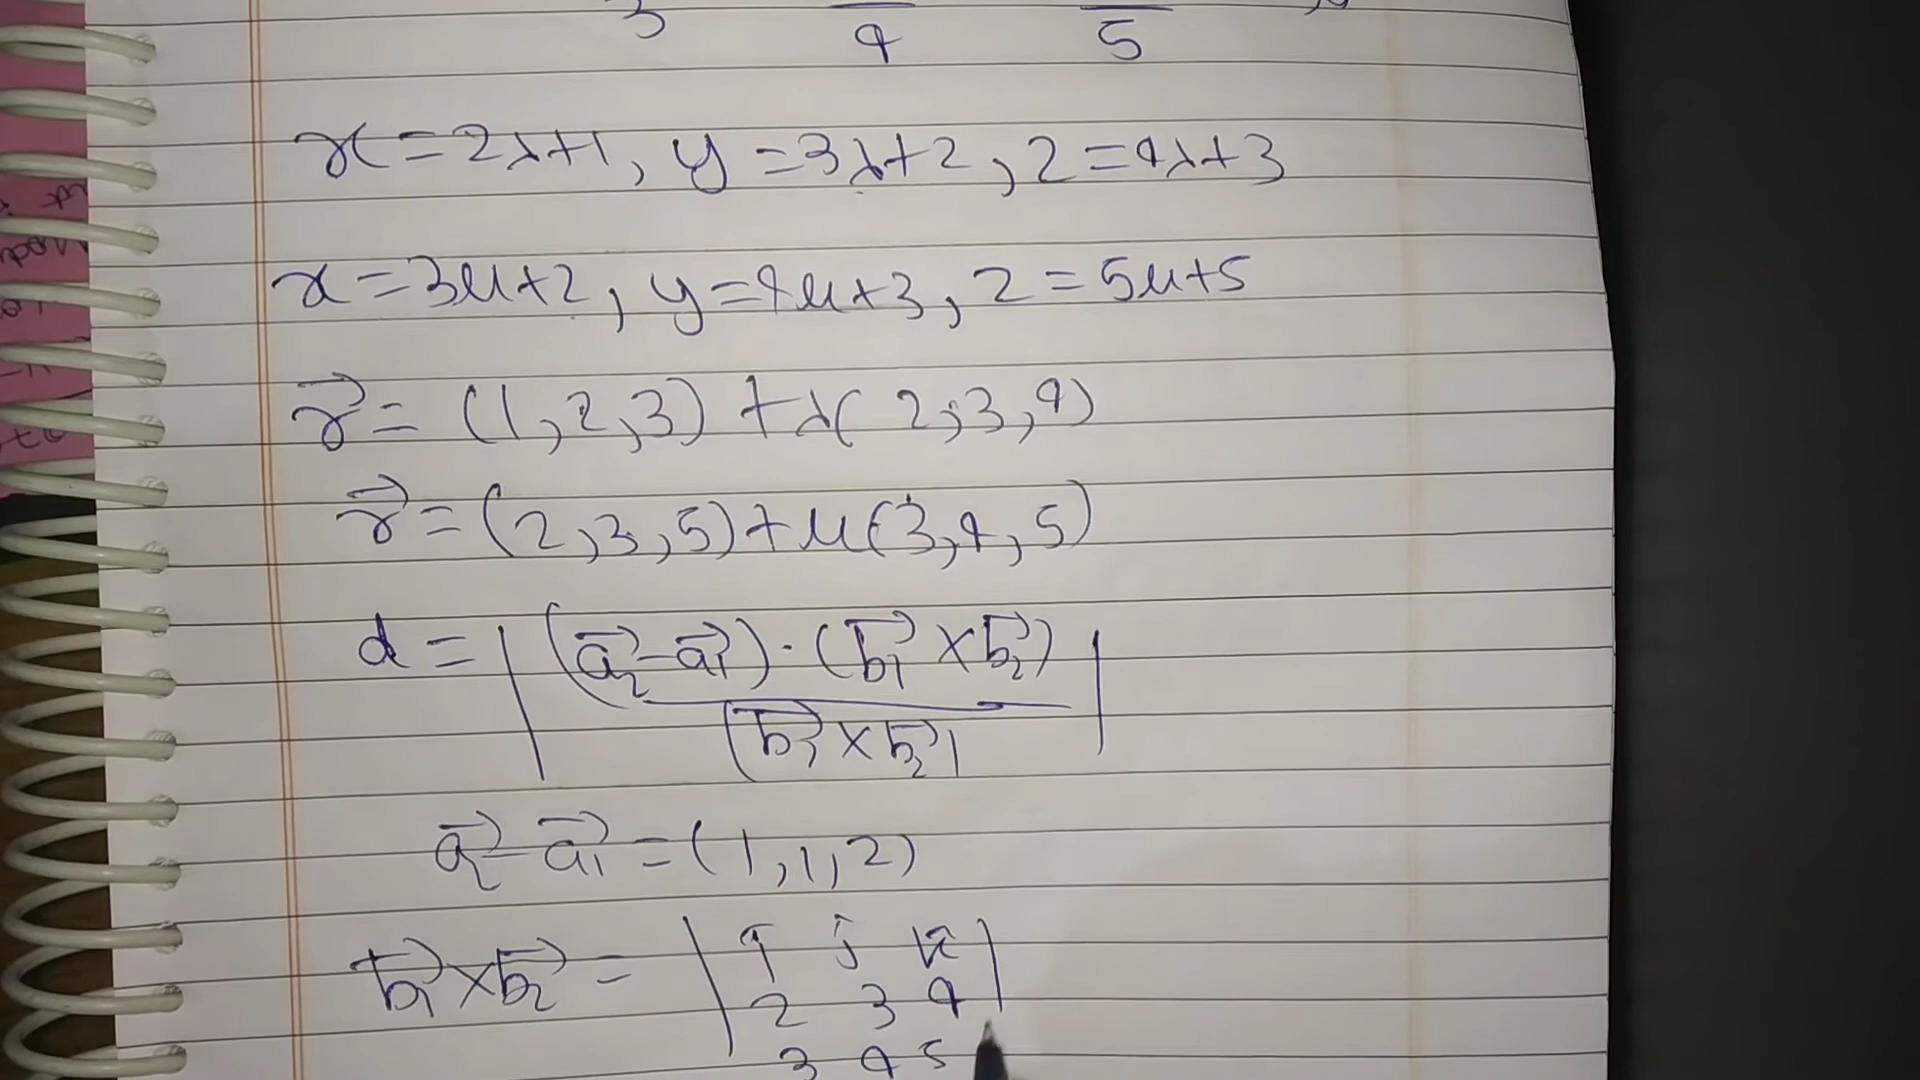 3 4 5
x = 2λ+1, y = 3λ+2, z = 4λ+3
x = 3μ+2, y = 4μ+3, z = 5μ+5
r⃗ = (1,2,3) + λ(2,3,4)
r⃗ = (2,3,5) + μ(3,4,5)
d = | (a⃗₂ - a⃗₁) · (b⃗₁ × b⃗₂)
|b⃗₁ × b⃗₂| |
a⃗₂ - a⃗₁ = (1,1,2)
b⃗₁ × b⃗₂ = | î ĵ k̂ |
2 3 4
3 4 5